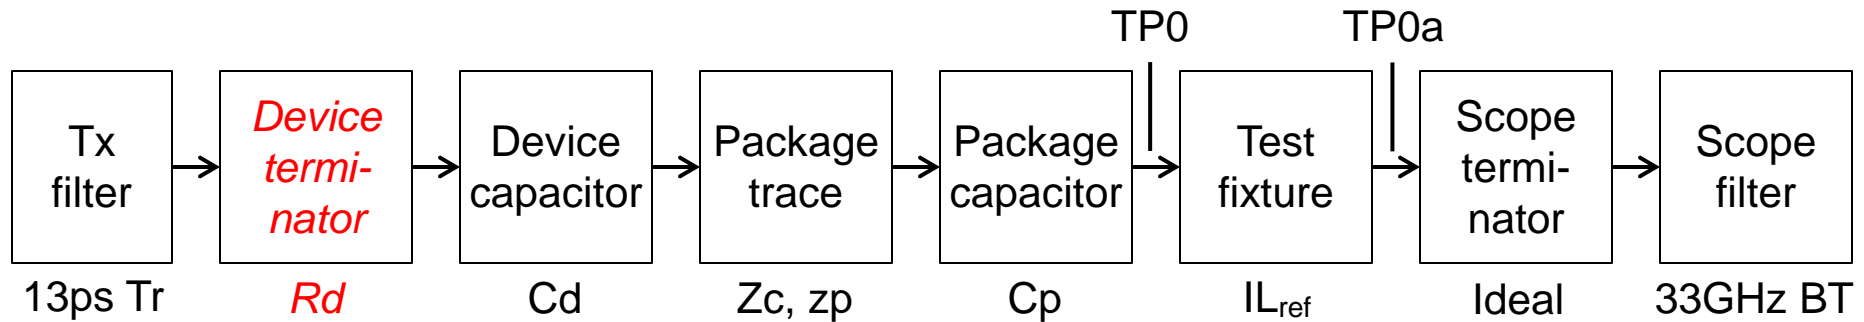 TP0
TP0a
Tx
filter
Device
termi-
nator
Device
capacitor
Package
trace
Package
capacitor
Test
fixture
Scope
termi-
nator
Scope
filter
13ps Tr
Rd
Cd
Zc, zp
Cp
ILref
Ideal
33GHz BT